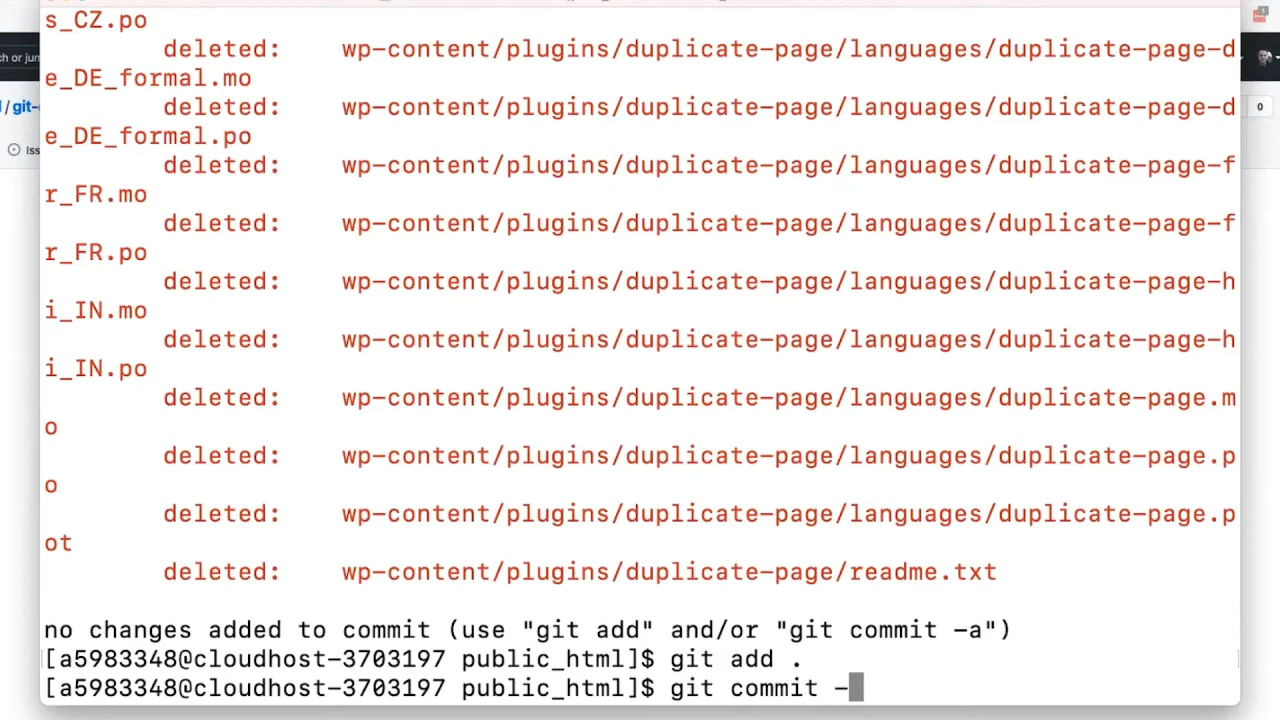 s_CZ.po
deleted: wp-content/plugins/duplicate-page/languages/duplicate-page-d
e_DE_formal.mo
deleted: wp-content/plugins/duplicate-page/languages/duplicate-page-d
e_DE_formal.po
deleted: wp-content/plugins/duplicate-page/languages/duplicate-page-f
r_FR.mo
deleted: wp-content/plugins/duplicate-page/languages/duplicate-page-f
r_FR.po
deleted: wp-content/plugins/duplicate-page/languages/duplicate-page-h
i_IN.mo
deleted: wp-content/plugins/duplicate-page/languages/duplicate-page-h
i_IN.po
deleted: wp-content/plugins/duplicate-page/languages/duplicate-page.m
o
deleted: wp-content/plugins/duplicate-page/languages/duplicate-page.p
o
deleted: wp-content/plugins/duplicate-page/languages/duplicate-page.p
ot
deleted: wp-content/plugins/duplicate-page/readme.txt
no changes added to commit (use "git add" and/or "git commit -a")
[a5983348@cloudhost-3703197 public_html]$ git add .
[a5983348@cloudhost-3703197 public_html]$ git commit -
ch or jum
/ git-
Iss
0